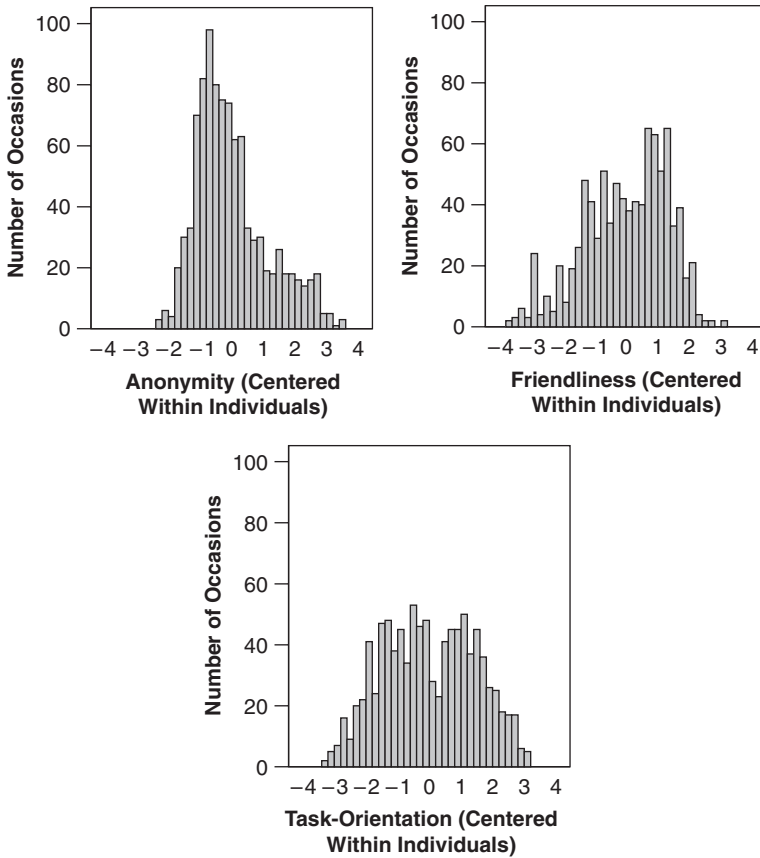 100
80
60
40
20
0
Number of Occasions
−4 −3 −2 −1 0 1 2 3 4
Anonymity (Centered
Within Individuals)
100
80
60
40
20
0
Number of Occasions
−4 −3 −2 −1 0 1 2 3 4
Friendliness (Centered
Within Individuals)
100
80
60
40
20
0
Number of Occasions
−4 −3 −2 −1 0 1 2 3 4
Task-Orientation (Centered
Within Individuals)